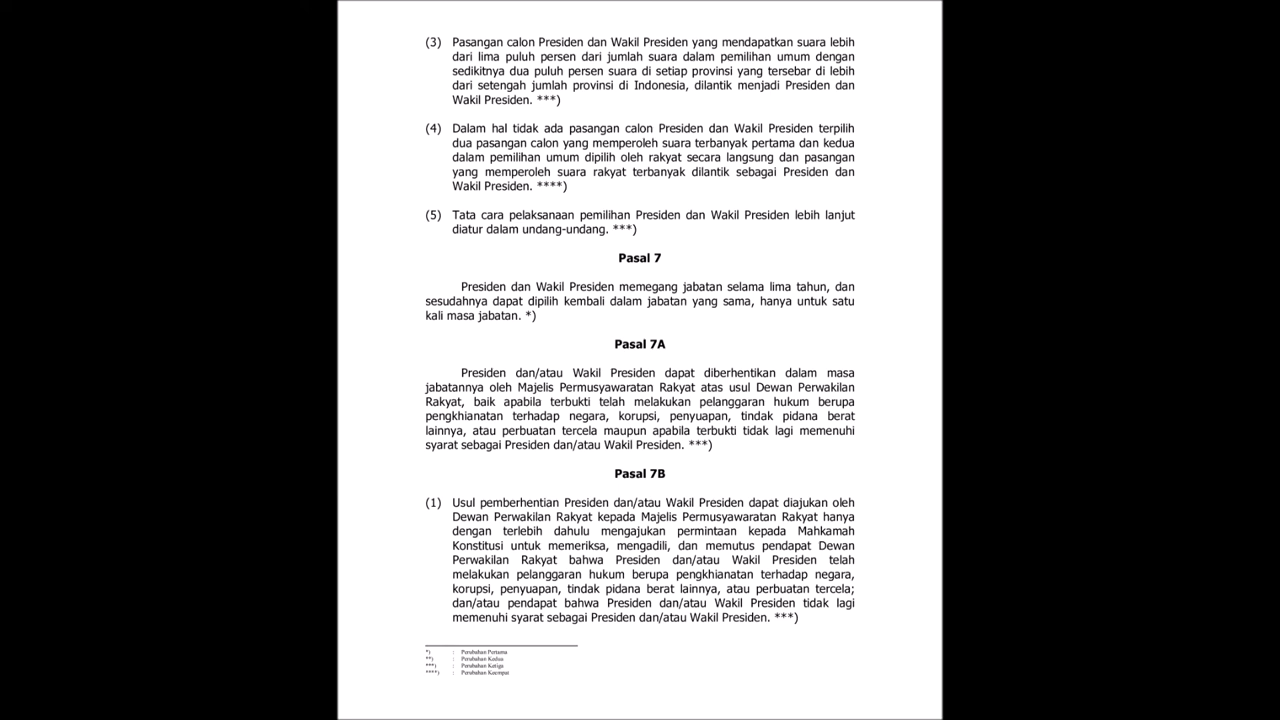 (3) Pasangan calon Presiden dan Wakil Presiden yang mendapatkan suara lebih
dari lima puluh persen dari jumlah suara dalam pemilihan umum dengan
sedikitnya dua puluh persen suara di setiap provinsi yang tersebar di lebih
dari setengah jumlah provinsi di Indonesia, dilantik menjadi Presiden dan
Wakil Presiden. ***)
(4) Dalam hal tidak ada pasangan calon Presiden dan Wakil Presiden terpilih
dua pasangan calon yang memperoleh suara terbanyak pertama dan kedua
dalam pemilihan umum dipilih oleh rakyat secara langsung dan pasangan
yang memperoleh suara rakyat terbanyak dilantik sebagai Presiden dan
Wakil Presiden. ****)
(5) Tata cara pelaksanaan pemilihan Presiden dan Wakil Presiden lebih lanjut
diatur dalam undang-undang. ***)
Pasal 7
Presiden dan Wakil Presiden memegang jabatan selama lima tahun, dan
sesudahnya dapat dipilih kembali dalam jabatan yang sama, hanya untuk satu
kali masa jabatan. *)
Pasal 7A
Presiden dan/atau Wakil Presiden dapat diberhentikan dalam masa
jabatannya oleh Majelis Permusyawaratan Rakyat atas usul Dewan Perwakilan
Rakyat, baik apabila terbukti telah melakukan pelanggaran hukum berupa
pengkhianatan terhadap negara, korupsi, penyuapan, tindak pidana berat
lainnya, atau perbuatan tercela maupun apabila terbukti tidak lagi memenuhi
syarat sebagai Presiden dan/atau Wakil Presiden. ***)
Pasal 7B
(1) Usul pemberhentian Presiden dan/atau Wakil Presiden dapat diajukan oleh
Dewan Perwakilan Rakyat kepada Majelis Permusyawaratan Rakyat hanya
dengan terlebih dahulu mengajukan permintaan kepada Mahkamah
Konstitusi untuk memeriksa, mengadili, dan memutus pendapat Dewan
Perwakilan Rakyat bahwa Presiden dan/atau Wakil Presiden telah
melakukan pelanggaran hukum berupa pengkhianatan terhadap negara,
korupsi, penyuapan, tindak pidana berat lainnya, atau perbuatan tercela;
dan/atau pendapat bahwa Presiden dan/atau Wakil Presiden tidak lagi
memenuhi syarat sebagai Presiden dan/atau Wakil Presiden. ***)
*) : Perubahan Pertama
**) : Perubahan Kedua
***) : Perubahan Ketiga
****) : Perubahan Keempat